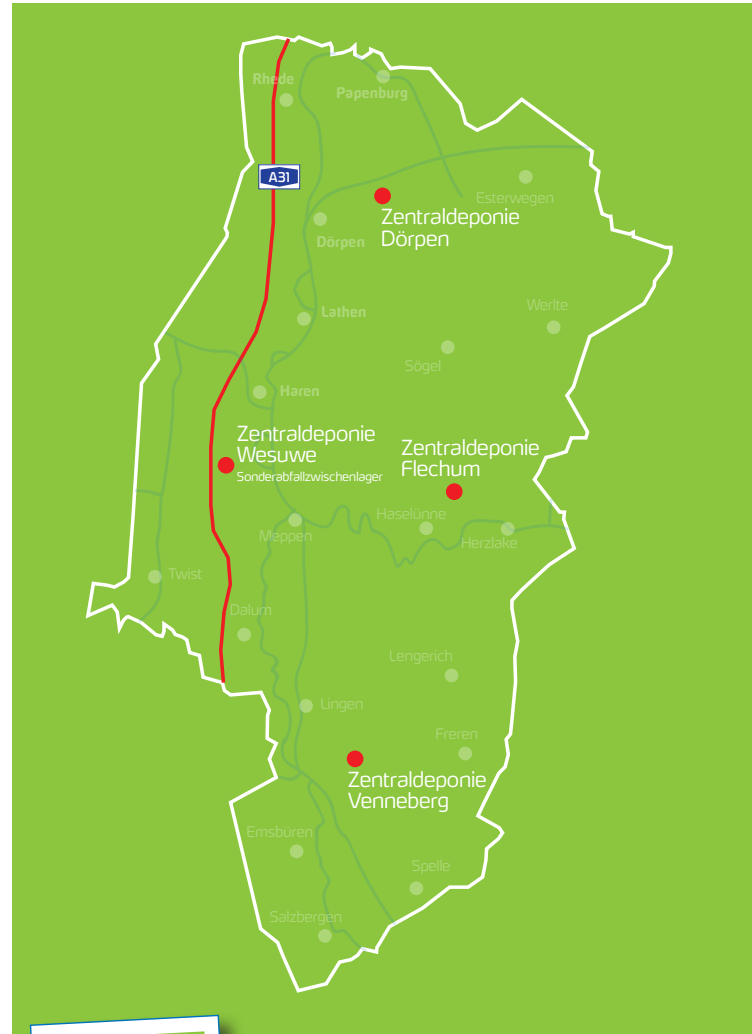 Rhede
Papenburg
A31
Esterwegen
Zentraldeponie
Dörpen
Dörpen
Werlte
Lathen
Sögel
Haren
Zentraldeponie
Wesuwe
Sonderabfallzwischenlager
Zentraldeponie
Flechum
Haselünne
Meppen
Herzlake
Twist
Dalum
Lengerich
Lingen
Freren
Zentraldeponie
Venneberg
Emsbüren
Spelle
Salzbergen